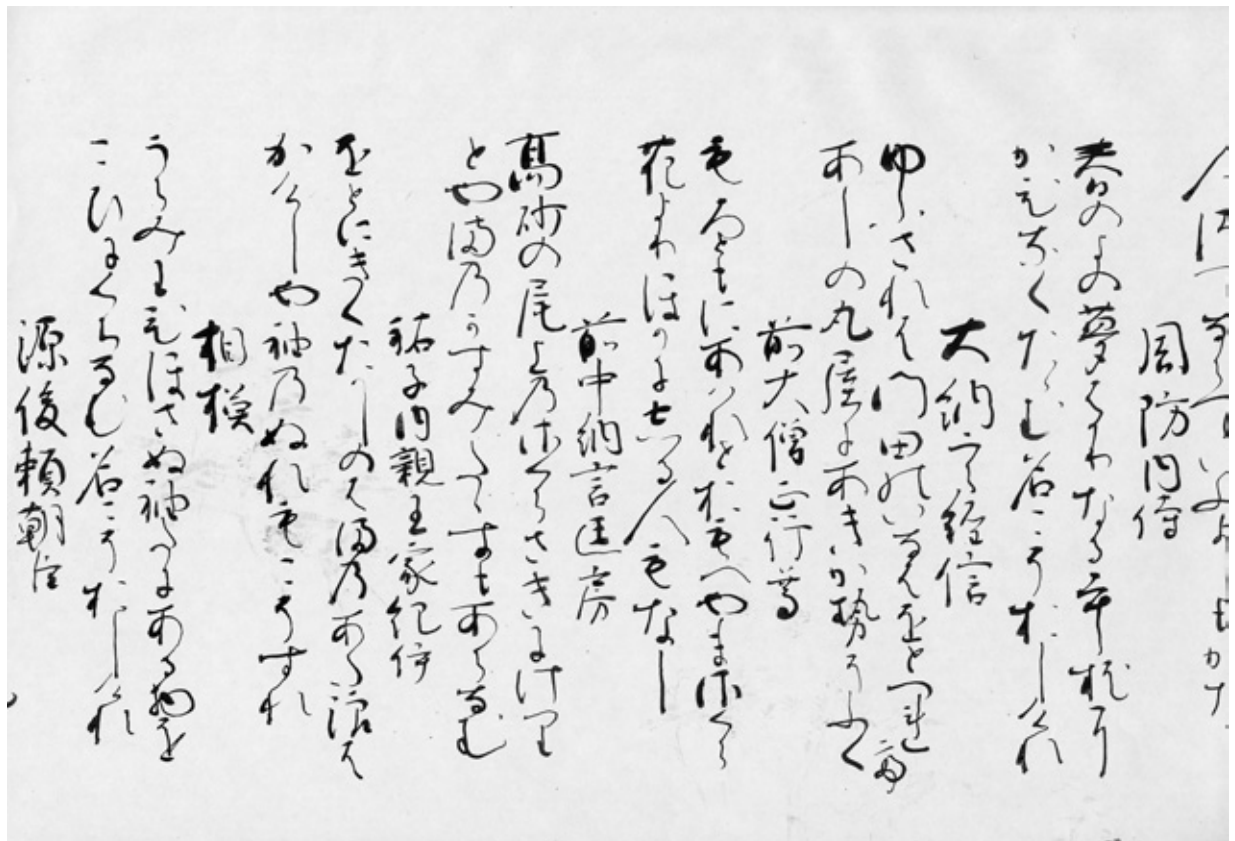 周防内侍
春のよの夢はかりなる手枕に
かひなくたゝむ名こそおしけれ
大納言経信
ゆふされは門田のいなはをとつれて
あしの丸屋にあきか勢そふく
前大僧正行尊
もろともにあはれとおもへやまさくら
花よりほかにしる人もなし
前中納言匡房
高砂の尾上のさくらさきにけり
とやまのかすみたゝすもあらなむ
祐子内親王家紀伊
をとにきくたかしのはまのあた浪は
かけしや袖のぬれもこそすれ
相模
うらみわひほさぬ袖たにある物を
こひにくちなむ名こそおしけれ
源俊頼朝臣